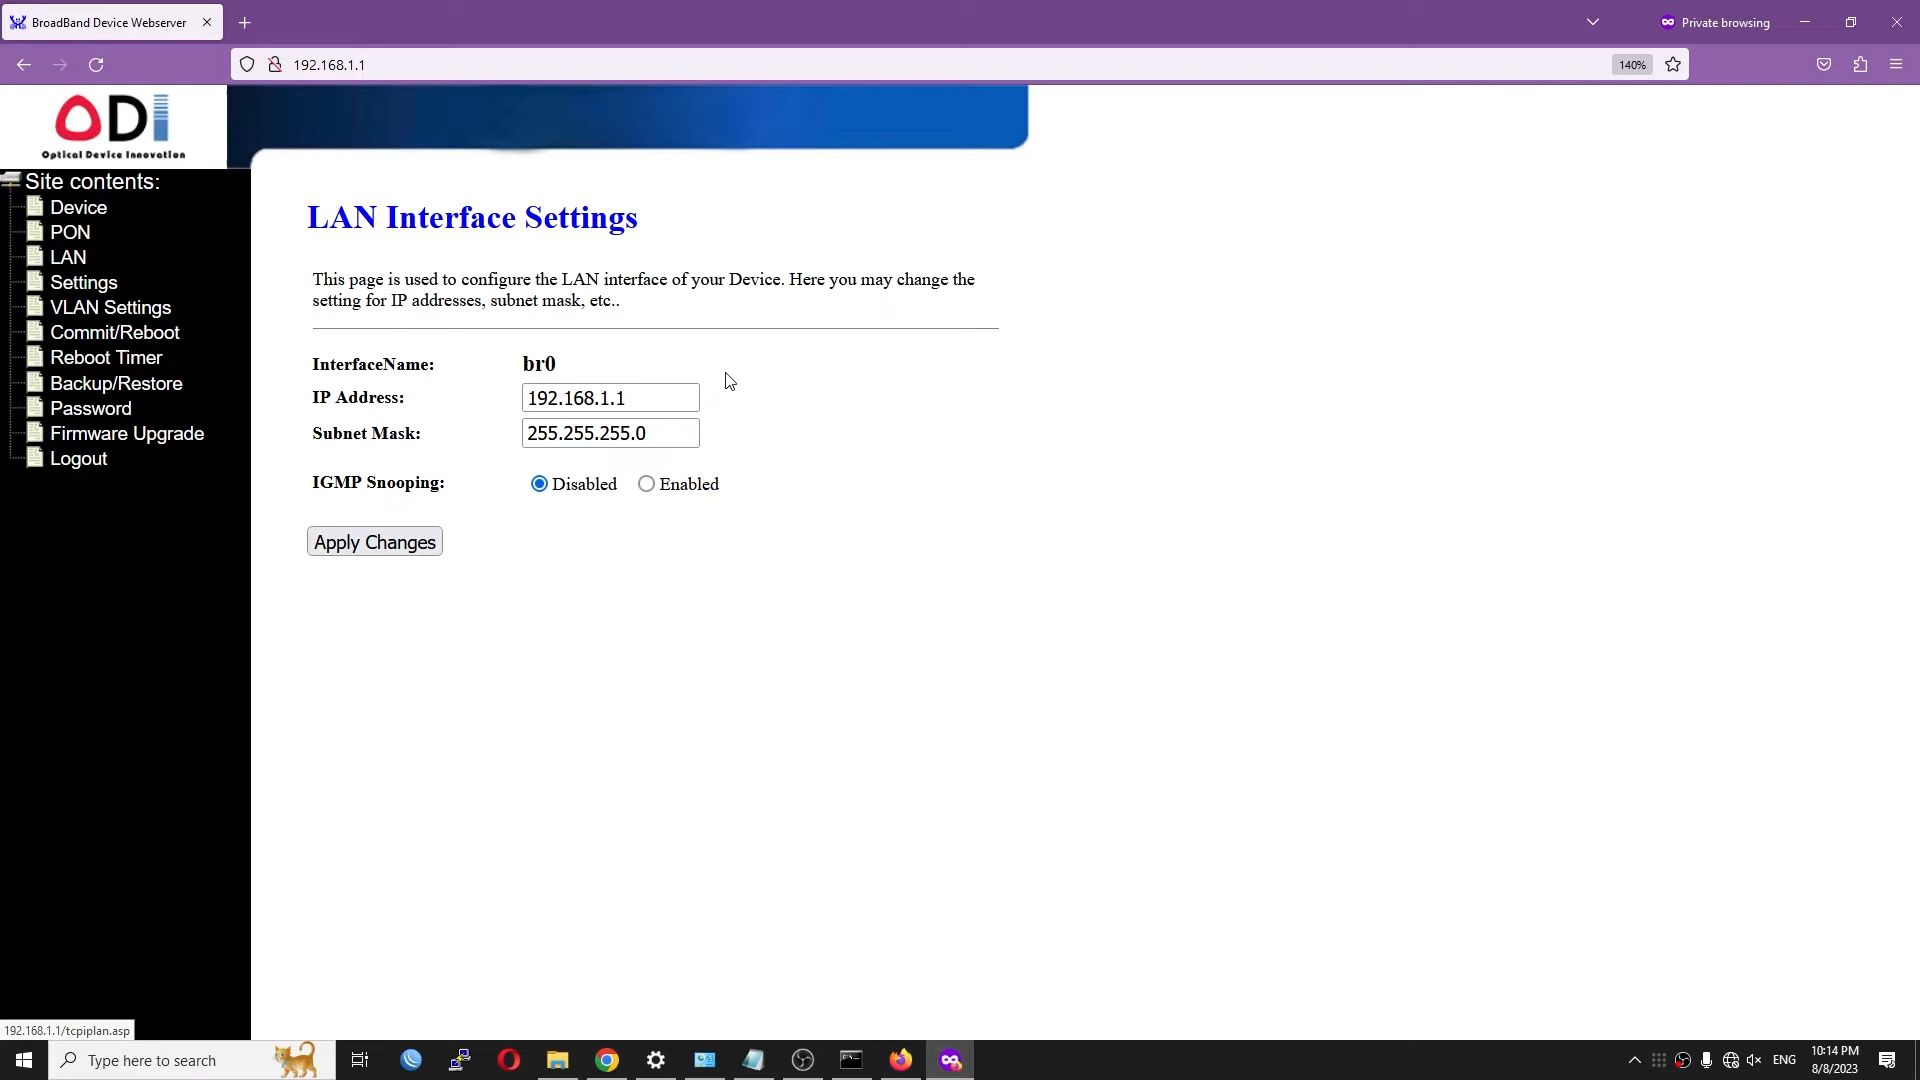 BroadBand Device Webserver
Private browsing
192.168.1.1
140%
ODI
Optical Device Innovation
Site contents:
Device
PON
LAN
Settings
VLAN Settings
Commit/Reboot
Reboot Timer
Backup/Restore
Password
Firmware Upgrade
Logout
LAN Interface Settings
This page is used to configure the LAN interface of your Device. Here you may change the
setting for IP addresses, subnet mask, etc..
InterfaceName: br0
IP Address: 192.168.1.1
Subnet Mask: 255.255.255.0
IGMP Snooping: Disabled Enabled
Apply Changes
192.168.1.1/tcpiplan.asp
Type here to search
ENG
10:14 PM
8/8/2023